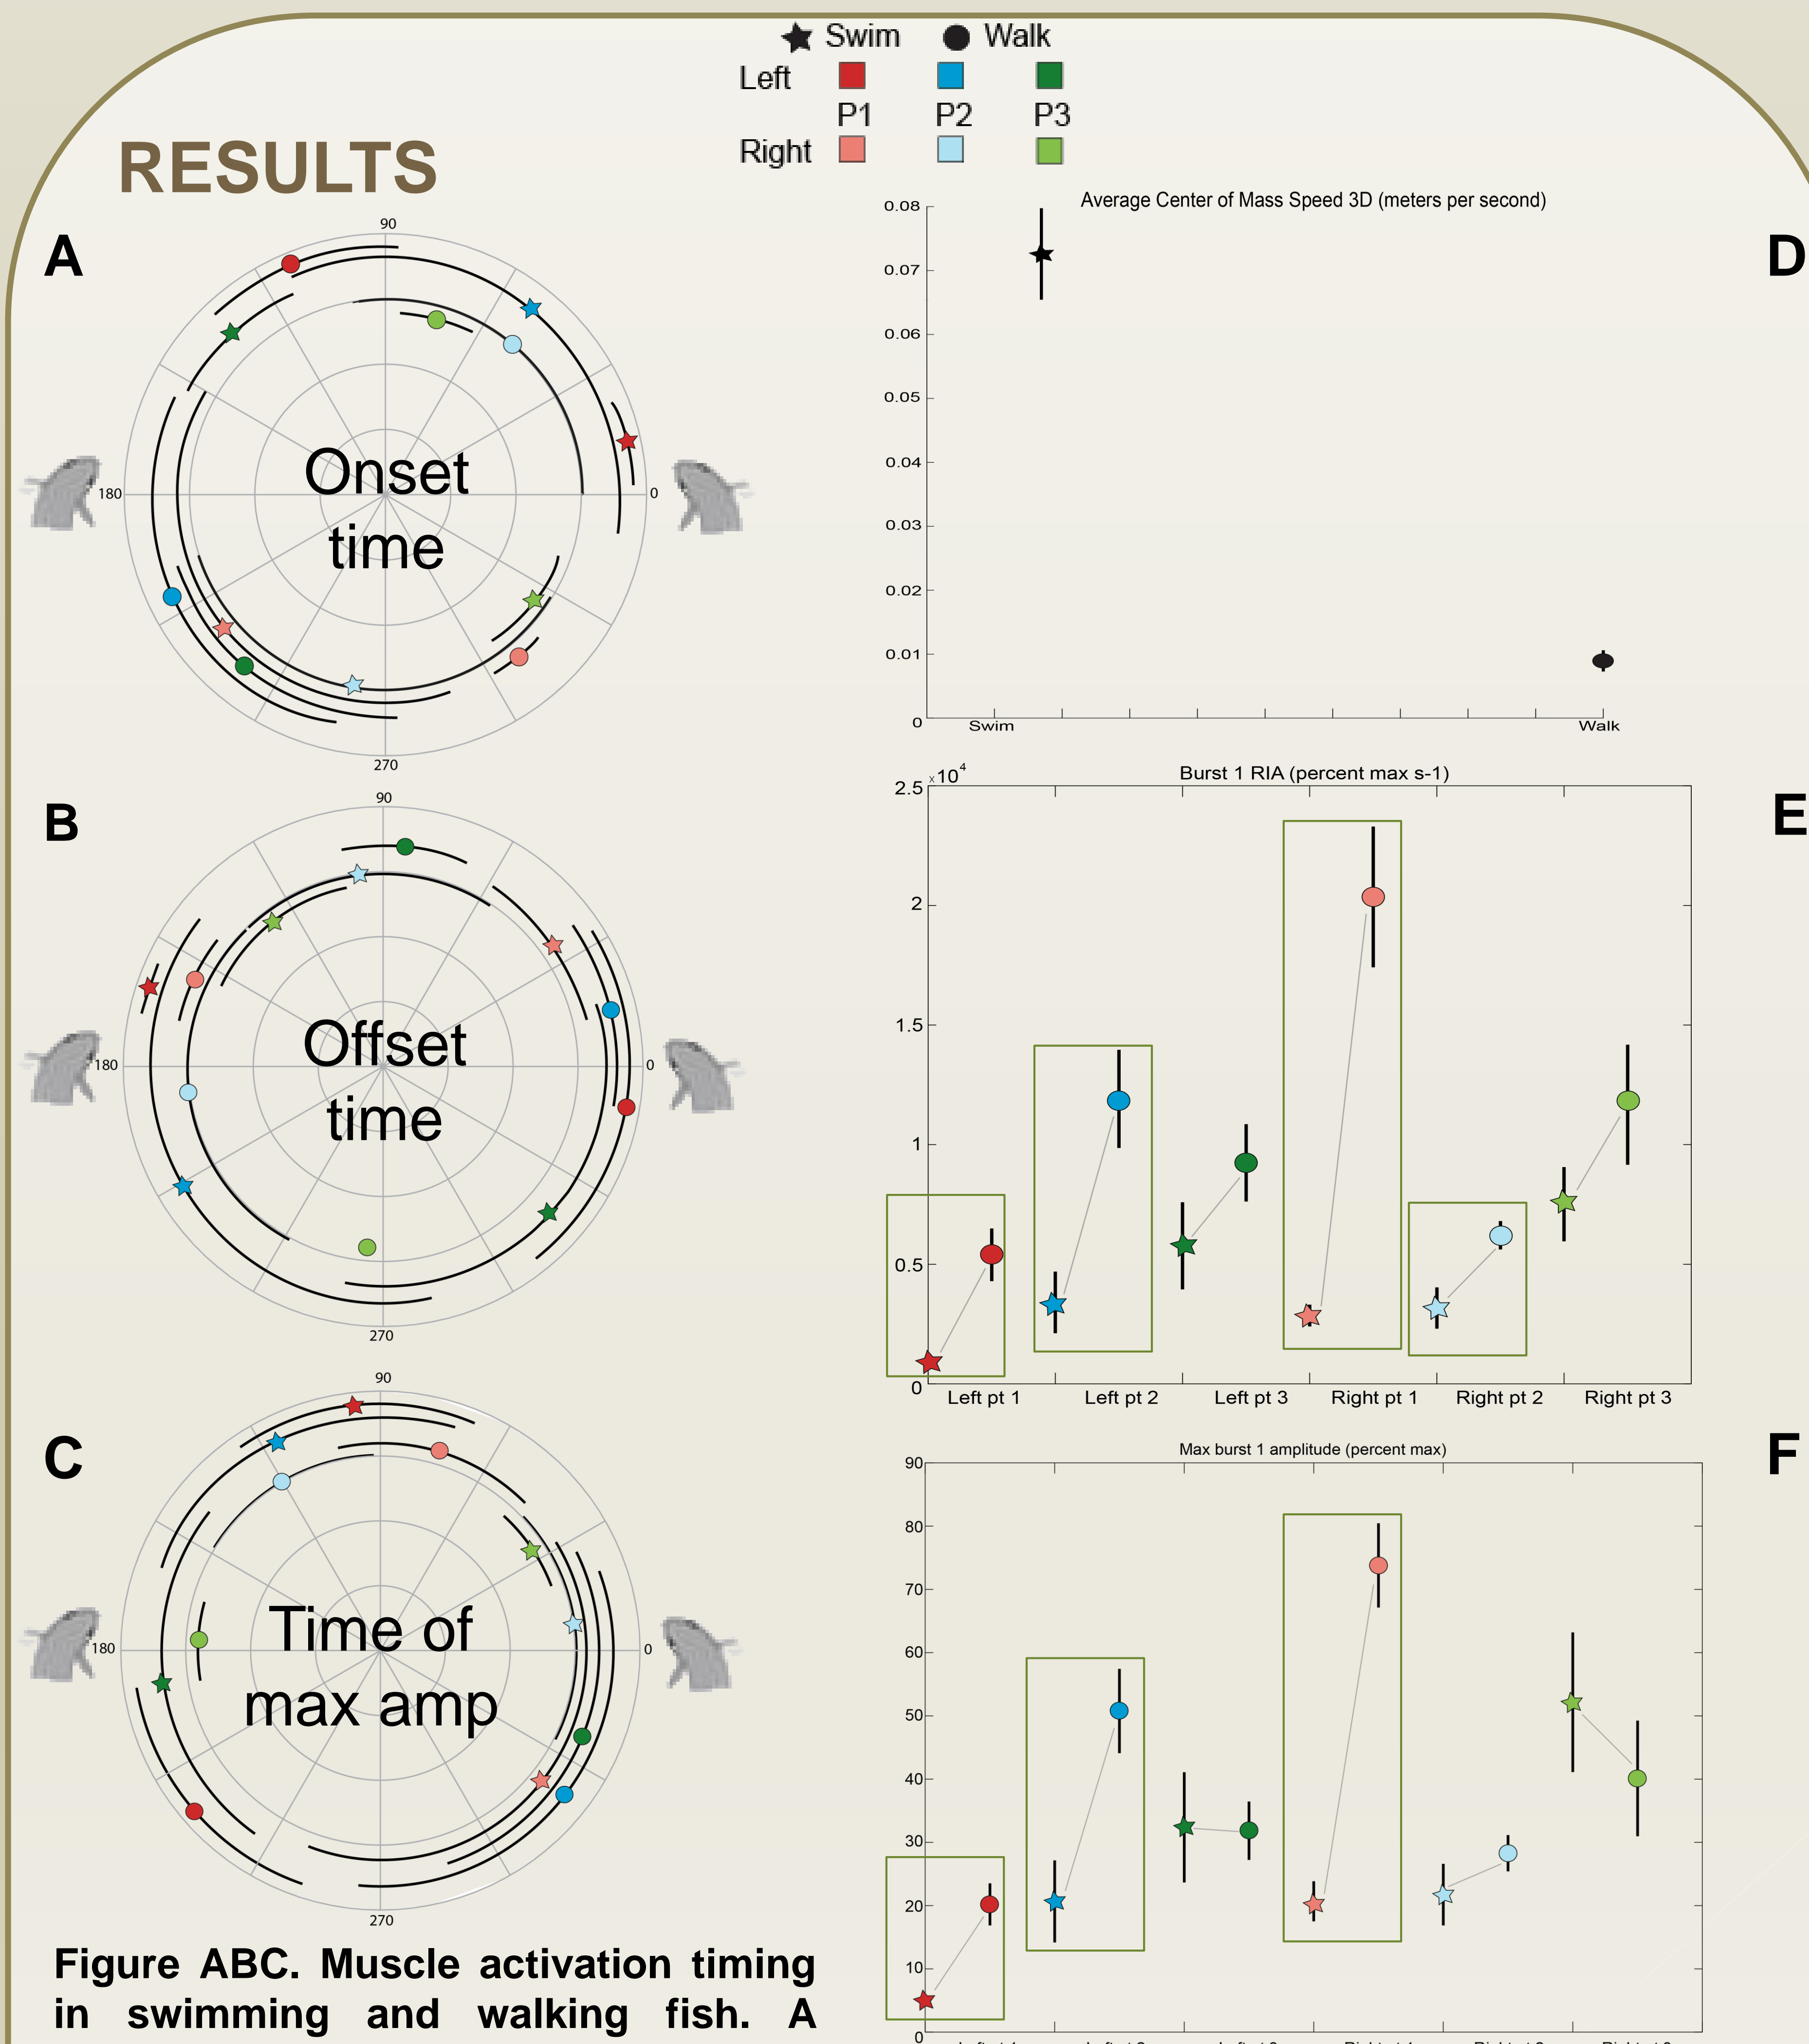 Swim Walk
Left
P1 P2 P3
Right
RESULTS
A
90
180
0
270
Onset
time
B
90
180
0
270
Offset
time
C
90
180
0
270
Time of
max amp
Figure ABC. Muscle activation timing
in swimming and walking fish. A
D
Average Center of Mass Speed 3D (meters per second)
0.08
0.07
0.06
0.05
0.04
0.03
0.02
0.01
0
Swim Walk
E
Burst 1 RIA (percent max s-1)
×10⁴
2.5
2
1.5
1
0.5
0
Left pt 1 Left pt 2 Left pt 3 Right pt 1 Right pt 2 Right pt 3
F
Max burst 1 amplitude (percent max)
90
80
70
60
50
40
30
20
10
0